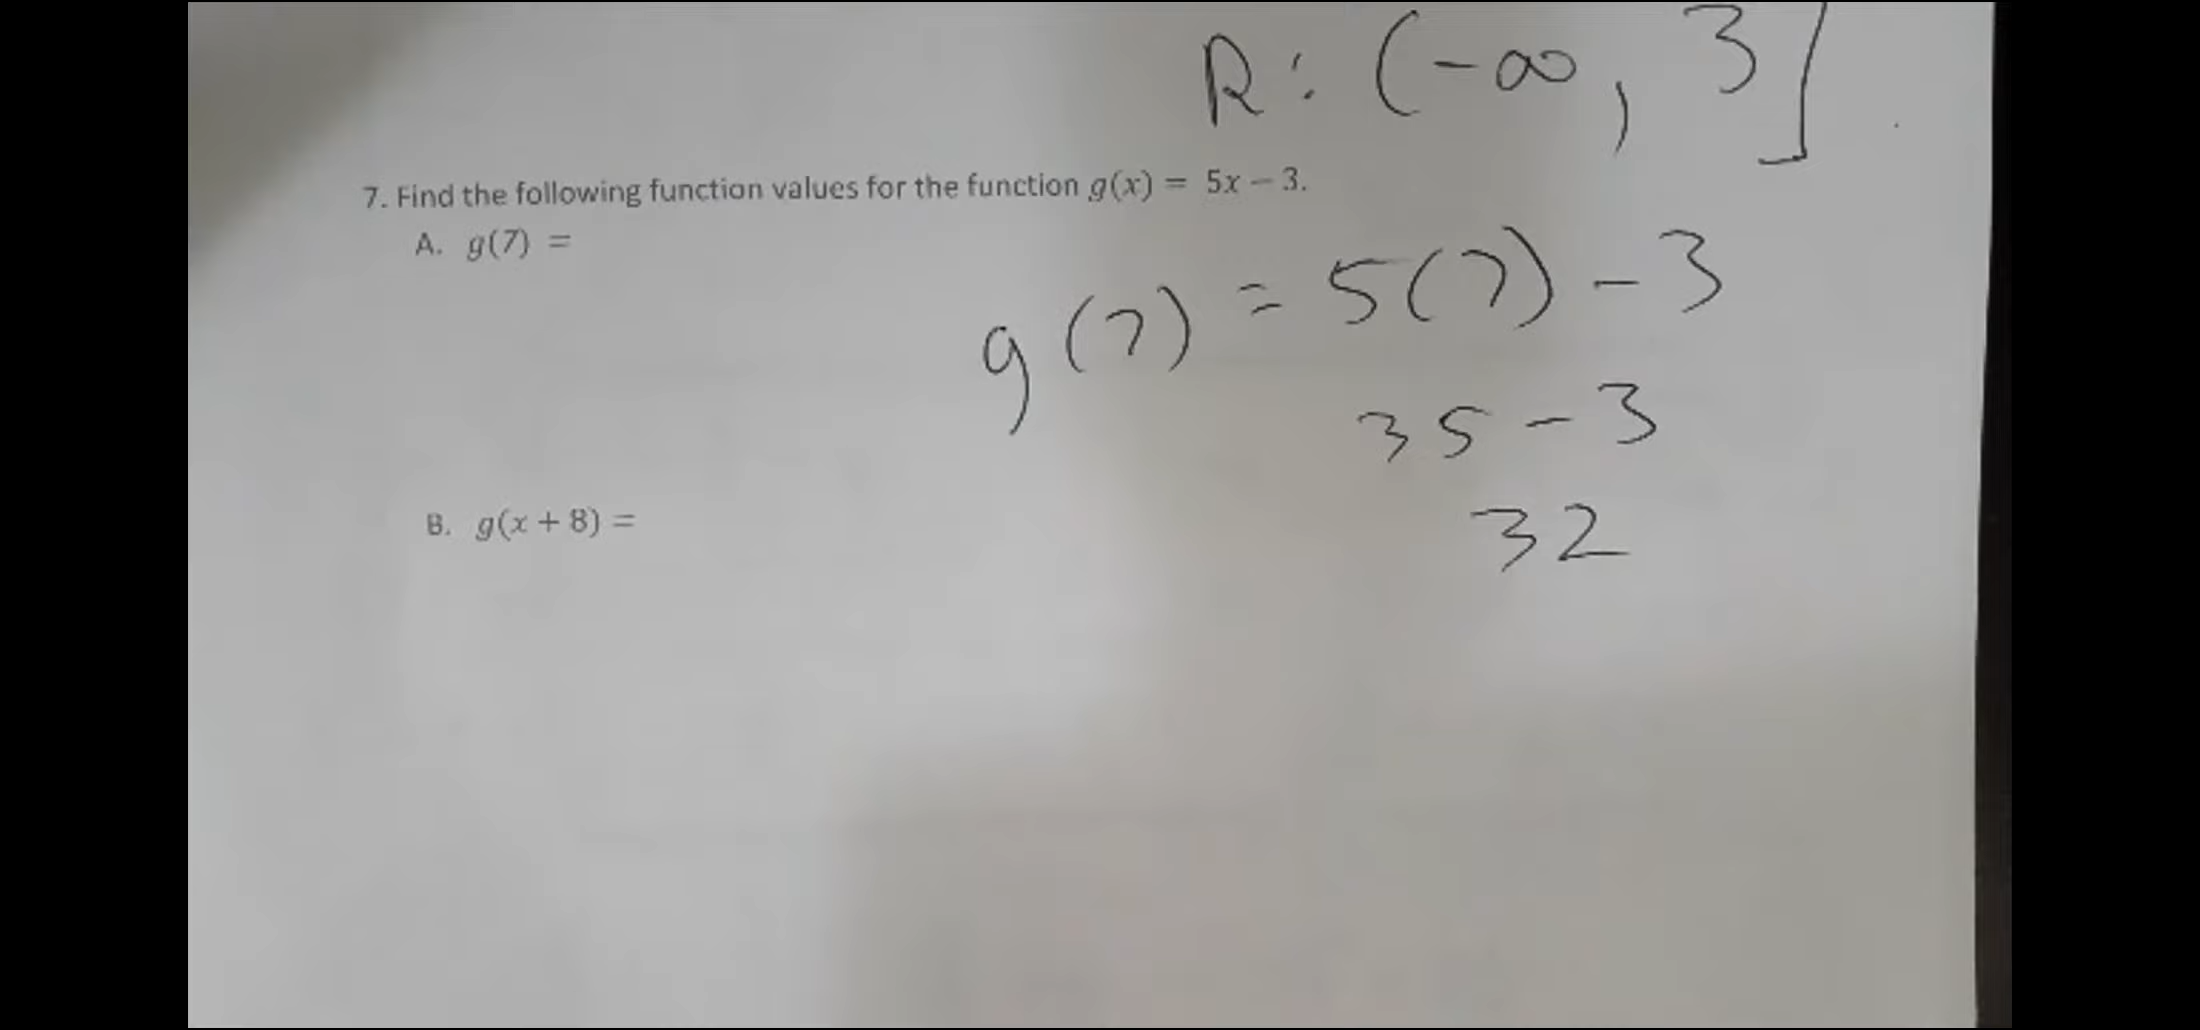 R: (-∞, 3]
7. Find the following function values for the function g(x) = 5x – 3.
A. g(7) =
g(7) = 5(7) - 3
35 - 3
32
B. g(x + 8) =